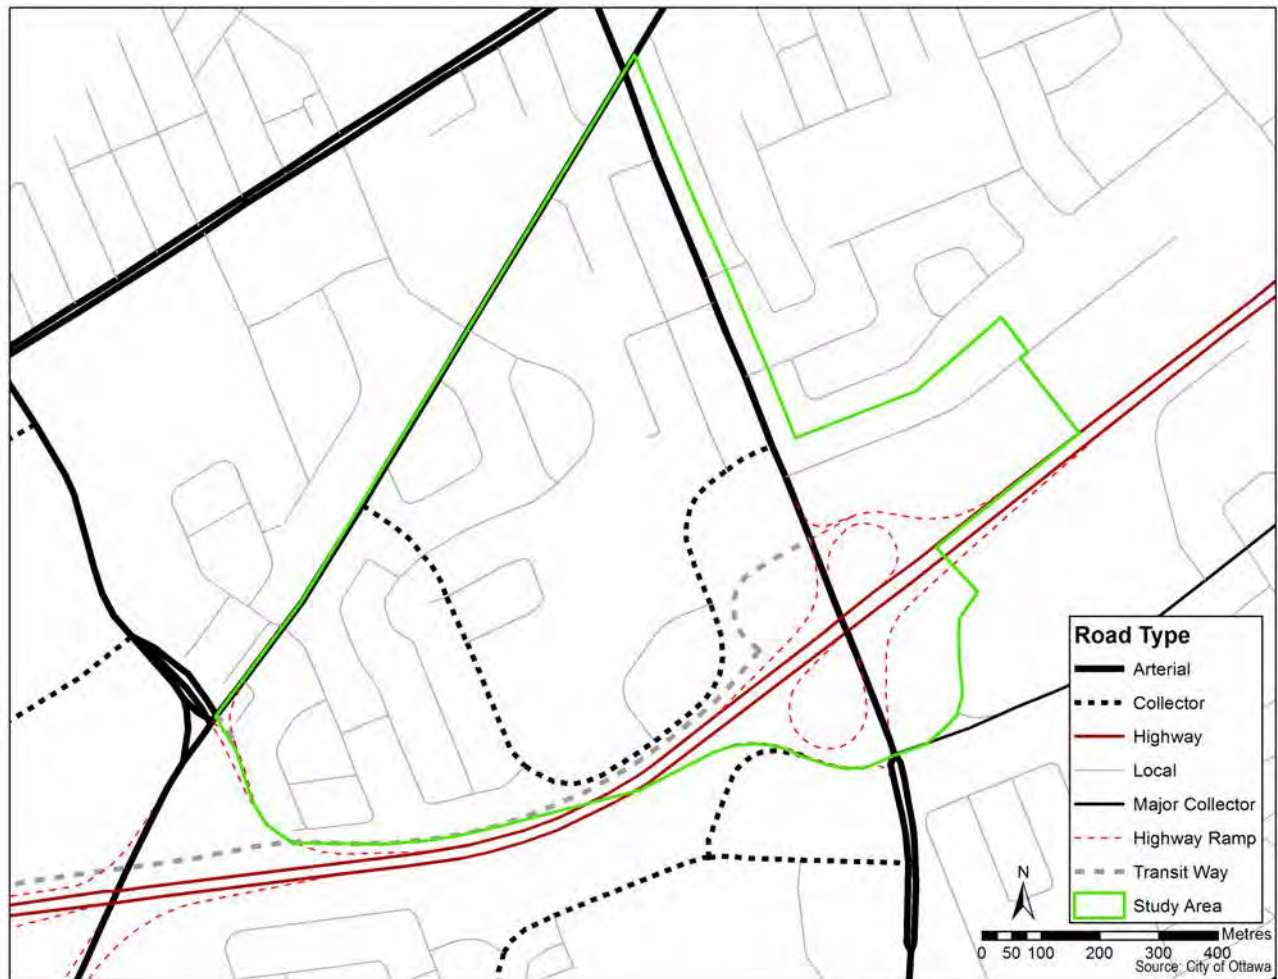 Road Type
Arterial
Collector
Highway
Local
Major Collector
Highway Ramp
Transit Way
Study Area
N
Metres
0 50 100 200 300 400
Source: City of Ottawa